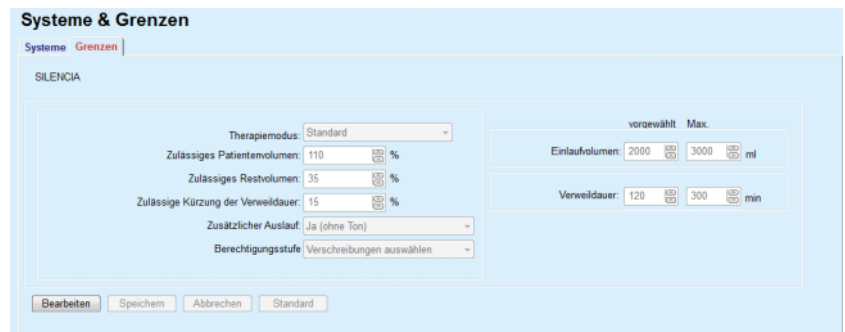 Systeme & Grenzen
Systeme Grenzen
SILENCIA
Therapiemodus: Standard
Zulässiges Patientenvolumen: 110 %
Zulässiges Restvolumen: 35 %
Zulässige Kürzung der Verweildauer: 15 %
Zusätzlicher Auslauf: Ja (ohne Ton)
Berechtigungsstufe Verschreibungen auswählen
vorgewählt Max.
Einlaufvolumen: 2000 3000 ml
Verweildauer: 120 300 min
Bearbeiten Speichern Abbrechen Standard